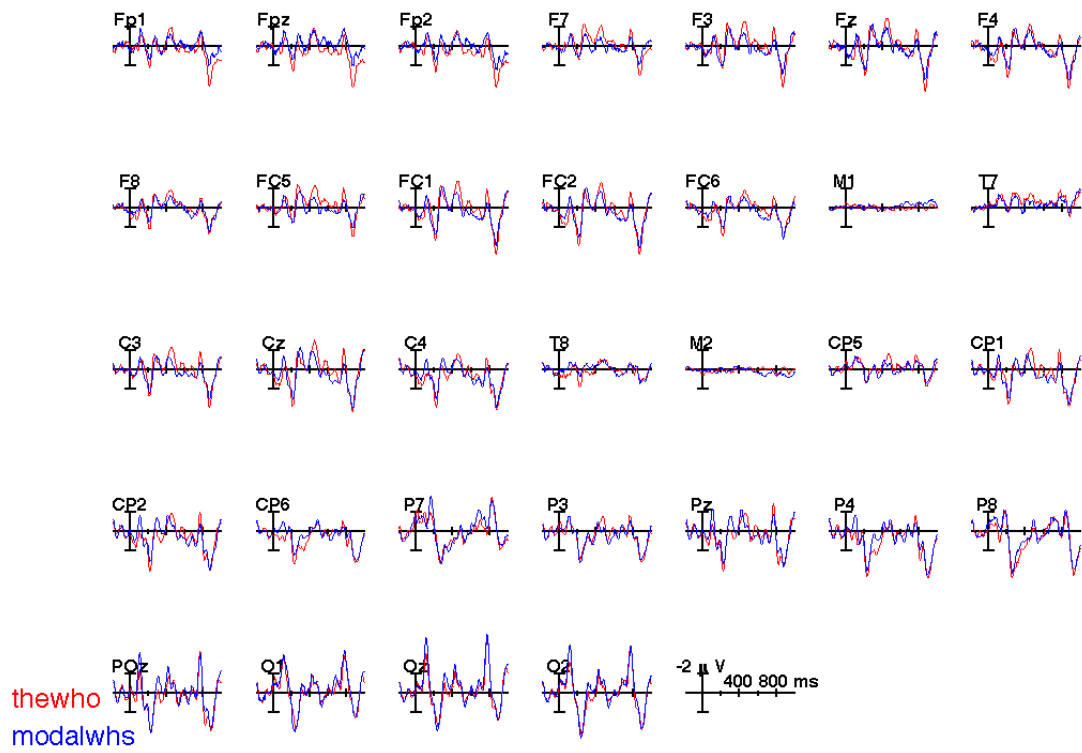 Fp1 Fpz Fp2 F7 F3 Fz F4
F8 FC5 FC1 FC2 FC6 M1 T7
C3 Cz C4 T8 M2 CP5 CP1
CP2 CP6 P7 P3 Pz P4 P8
POz O1 Oz O2 -2 µ V
400 800 ms
thewho
modalwhs